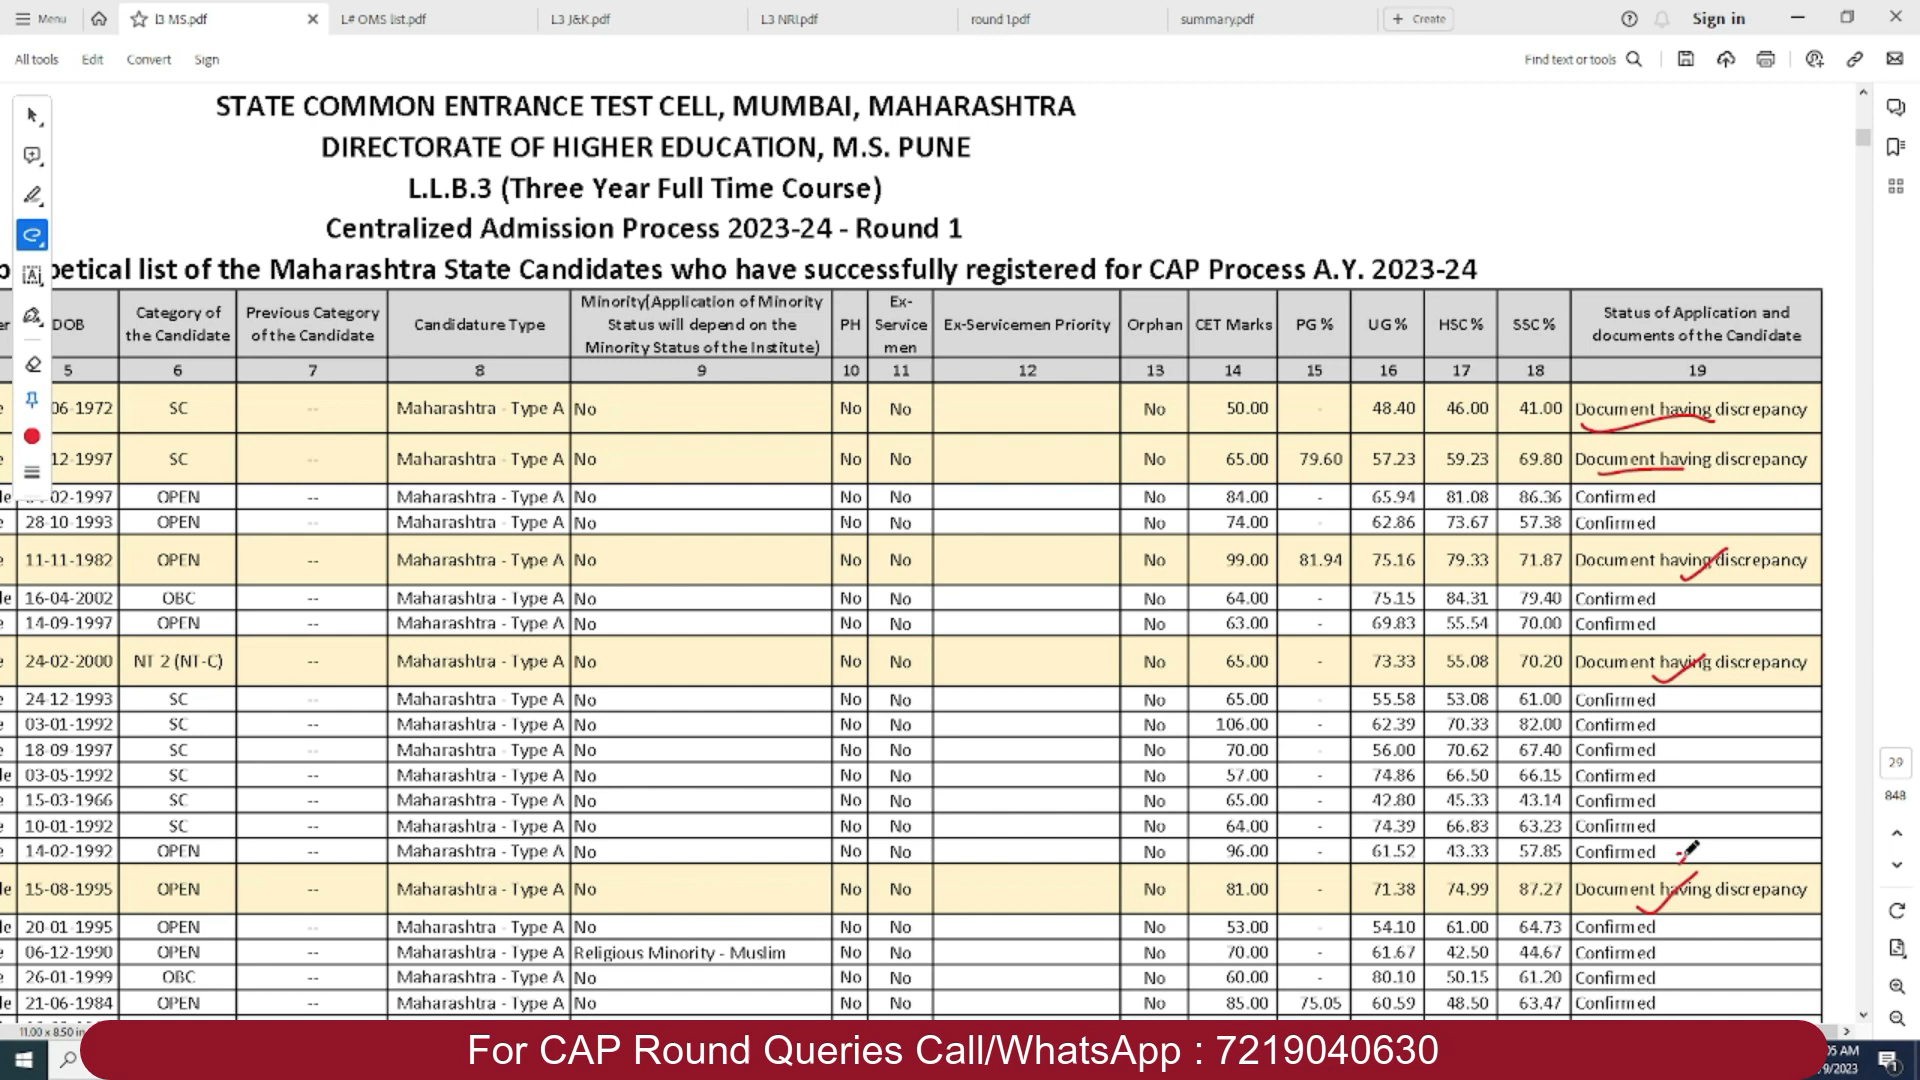 Menu l3 MS.pdf L# OMS list.pdf L3 J&K.pdf L3 NRI.pdf round 1.pdf summary.pdf Create Sign in
All tools Edit Convert Sign Find text or tools
STATE COMMON ENTRANCE TEST CELL, MUMBAI, MAHARASHTRA
DIRECTORATE OF HIGHER EDUCATION, M.S. PUNE
L.L.B.3 (Three Year Full Time Course)
Centralized Admission Process 2023-24 - Round 1
petical list of the Maharashtra State Candidates who have successfully registered for CAP Process A.Y. 2023-24
DOB Category of the Candidate Previous Category of the Candidate Candidature Type Minority(Application of Minority Status will depend on the Minority Status of the Institute) PH Ex-Service men Ex-Servicemen Priority Orphan CET Marks PG % UG % HSC % SSC % Status of Application and documents of the Candidate
5 6 7 8 9 10 11 12 13 14 15 16 17 18 19
06-1972 SC -- Maharashtra - Type A No No No No 50.00 - 48.40 46.00 41.00 Document having discrepancy
12-1997 SC -- Maharashtra - Type A No No No No 65.00 79.60 57.23 59.23 69.80 Document having discrepancy
02-1997 OPEN -- Maharashtra - Type A No No No No 84.00 - 65.94 81.08 86.36 Confirmed
28-10-1993 OPEN -- Maharashtra - Type A No No No No 74.00 - 62.86 73.67 57.38 Confirmed
11-11-1982 OPEN -- Maharashtra - Type A No No No No 99.00 81.94 75.16 79.33 71.87 Document having discrepancy
16-04-2002 OBC -- Maharashtra - Type A No No No No 64.00 - 75.15 84.31 79.40 Confirmed
14-09-1997 OPEN -- Maharashtra - Type A No No No No 63.00 - 69.83 55.54 70.00 Confirmed
24-02-2000 NT 2 (NT-C) -- Maharashtra - Type A No No No No 65.00 - 73.33 55.08 70.20 Document having discrepancy
24-12-1993 SC -- Maharashtra - Type A No No No No 65.00 - 55.58 53.08 61.00 Confirmed
03-01-1992 SC -- Maharashtra - Type A No No No No 106.00 - 62.39 70.33 82.00 Confirmed
18-09-1997 SC -- Maharashtra - Type A No No No No 70.00 - 56.00 70.62 67.40 Confirmed
03-05-1992 SC -- Maharashtra - Type A No No No No 57.00 - 74.86 66.50 66.15 Confirmed
15-03-1966 SC -- Maharashtra - Type A No No No No 65.00 - 42.80 45.33 43.14 Confirmed
10-01-1992 SC -- Maharashtra - Type A No No No No 64.00 - 74.39 66.83 63.23 Confirmed
14-02-1992 OPEN -- Maharashtra - Type A No No No No 96.00 - 61.52 43.33 57.85 Confirmed
15-08-1995 OPEN -- Maharashtra - Type A No No No No 81.00 - 71.38 74.99 87.27 Document having discrepancy
20-01-1995 OPEN -- Maharashtra - Type A No No No No 53.00 - 54.10 61.00 64.73 Confirmed
06-12-1990 OPEN -- Maharashtra - Type A Religious Minority - Muslim No No No 70.00 - 61.67 42.50 44.67 Confirmed
26-01-1999 OBC -- Maharashtra - Type A No No No No 60.00 - 80.10 50.15 61.20 Confirmed
21-06-1984 OPEN -- Maharashtra - Type A No No No No 85.00 75.05 60.59 48.50 63.47 Confirmed
29
848
11.00 x 8.50 in
For CAP Round Queries Call/WhatsApp : 7219040630
05 AM
/9/2023